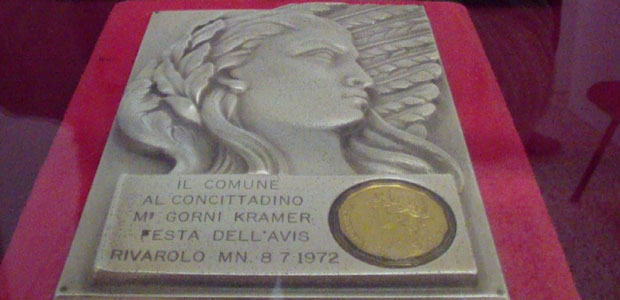 IL COMUNE
AL CONCITTADINO
Mº GORNI KRAMER
FESTA DELL'AVIS
RIVAROLO MN. 8 7 1972